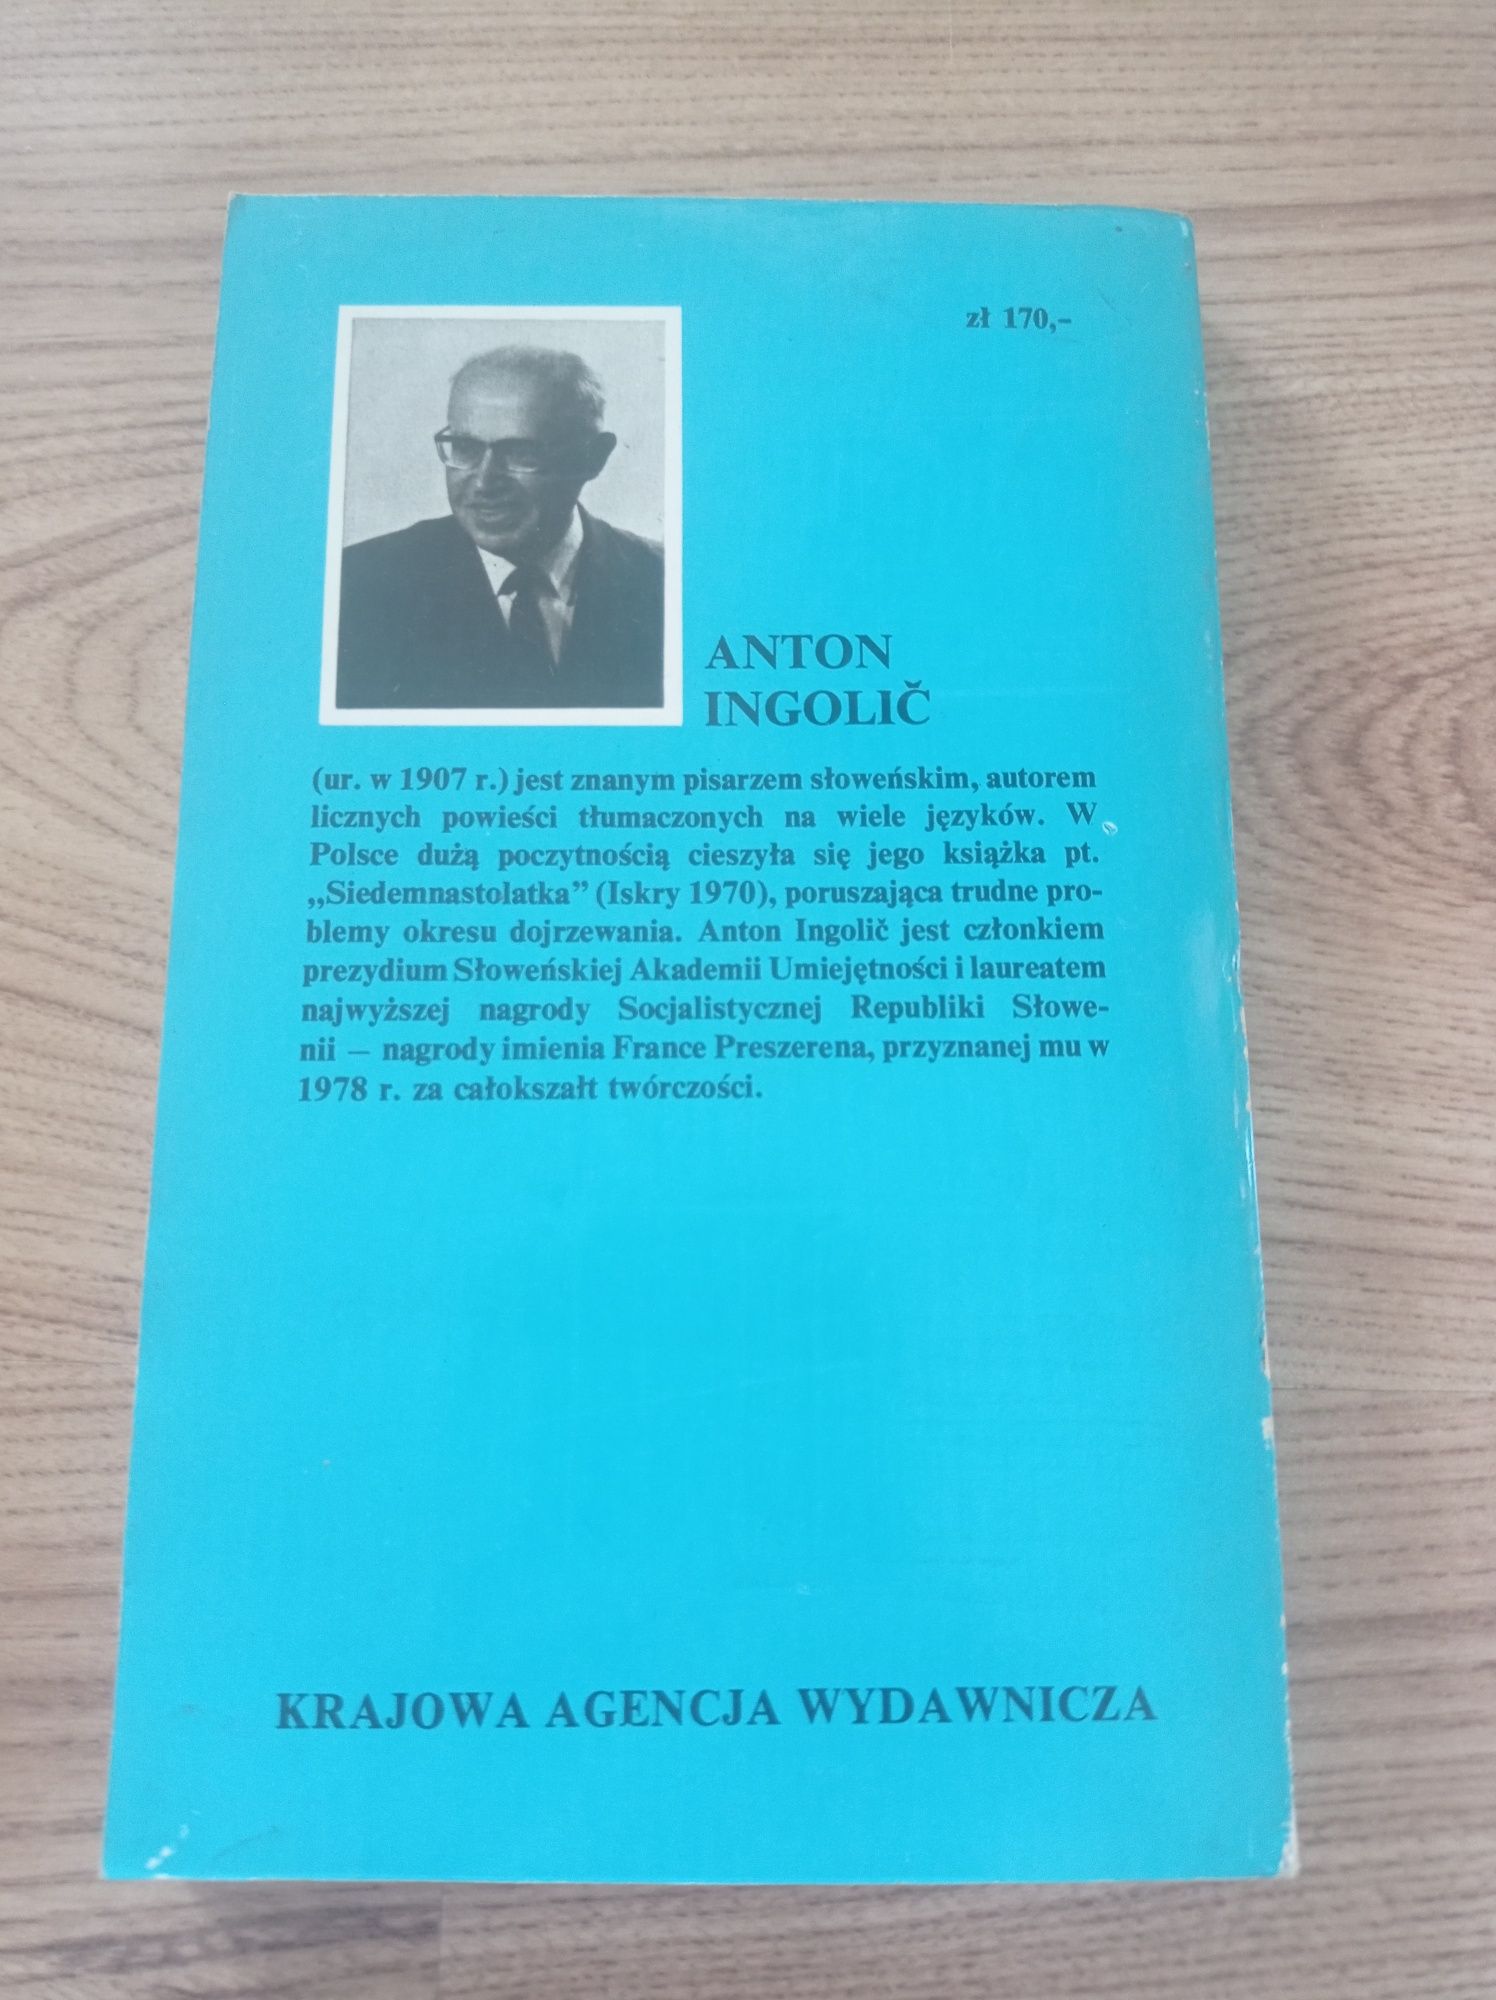 zł 170,-
ANTON
INGOLIČ
(ur. w 1907 r.) jest znanym pisarzem słoweńskim, autorem
licznych powieści tłumaczonych na wiele języków. W
Polsce dużą poczytnością cieszyła się jego książka pt.
„Siedemnastolatka” (Iskry 1970), poruszająca trudne pro-
blemy okresu dojrzewania. Anton Ingolič jest członkiem
prezydium Słoweńskiej Akademii Umiejętności i laureatem
najwyższej nagrody Socjalistycznej Republiki Słowe-
nii — nagrody imienia France Preszerena, przyznanej mu w
1978 r. za całokszałt twórczości.
KRAJOWA AGENCJA WYDAWNICZA